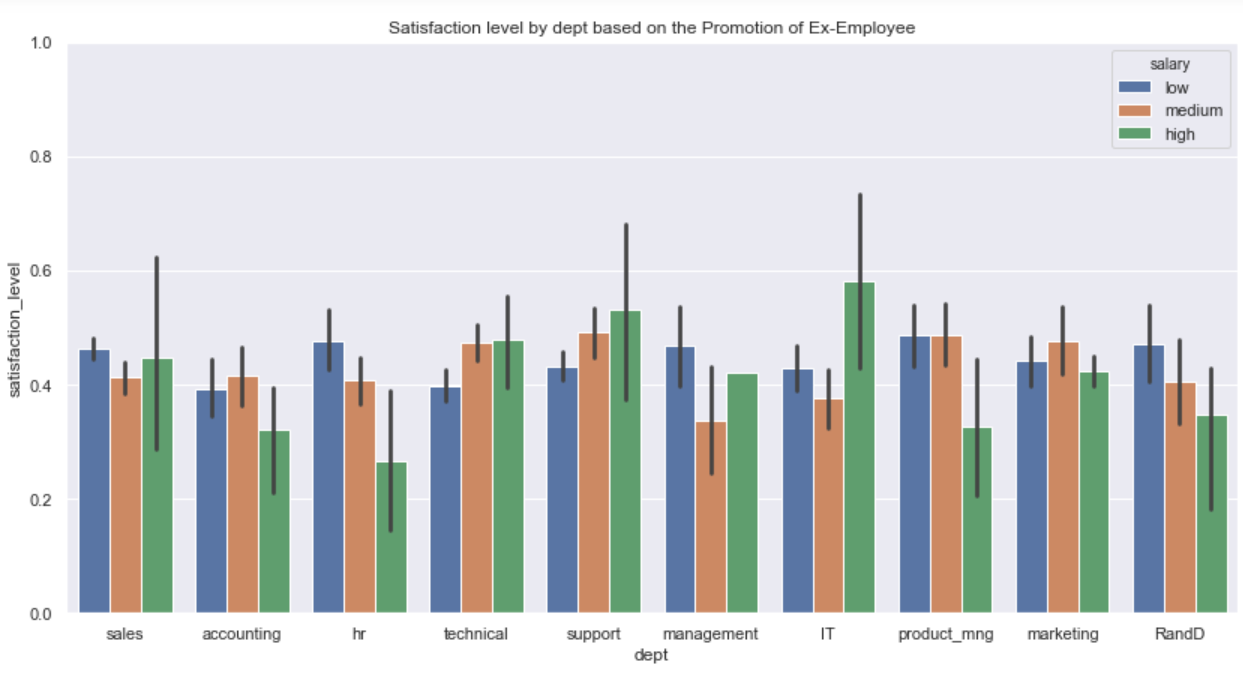 Satisfaction level by dept based on the Promotion of Ex-Employee
1.0
0.8
0.6
0.4
0.2
0.0
satisfaction_level
salary
low
medium
high
sales accounting hr technical support management IT product_mng marketing RandD
dept